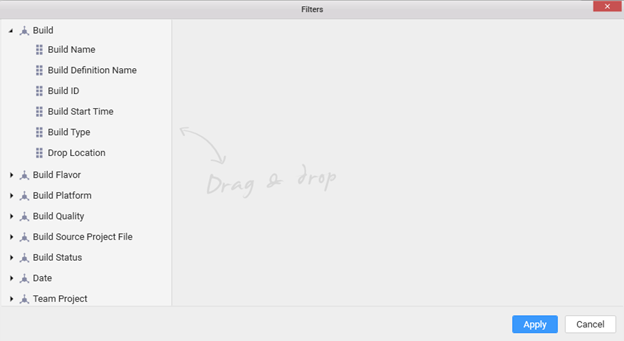 Filters
Build
Build Name
Build Definition Name
Build ID
Build Start Time
Build Type
Drop Location
Build Flavor
Build Platform
Build Quality
Build Source Project File
Build Status
Date
Team Project
Drag & drop
Apply
Cancel